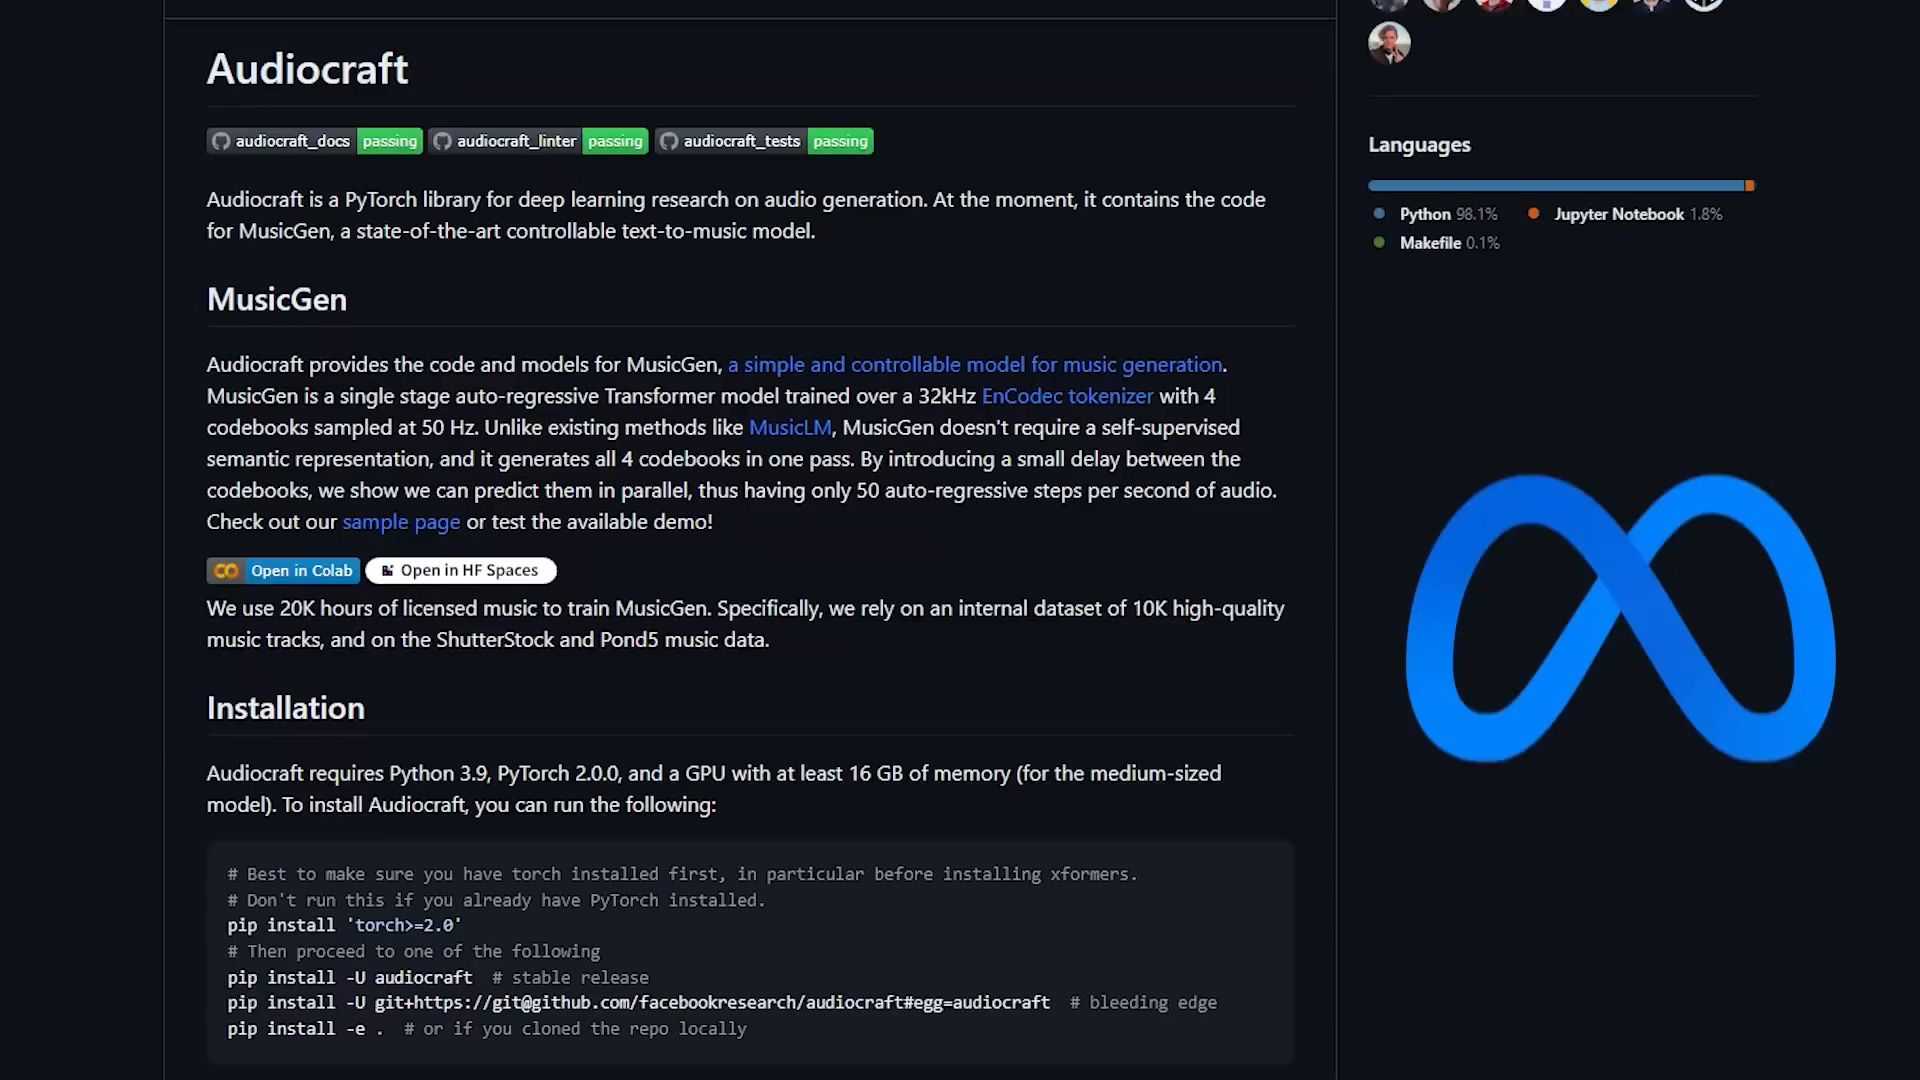 Audiocraft
audiocraft_docs passing audiocraft_linter passing audiocraft_tests passing
Audiocraft is a PyTorch library for deep learning research on audio generation. At the moment, it contains the code
for MusicGen, a state-of-the-art controllable text-to-music model.
MusicGen
Audiocraft provides the code and models for MusicGen, a simple and controllable model for music generation.
MusicGen is a single stage auto-regressive Transformer model trained over a 32kHz EnCodec tokenizer with 4
codebooks sampled at 50 Hz. Unlike existing methods like MusicLM, MusicGen doesn't require a self-supervised
semantic representation, and it generates all 4 codebooks in one pass. By introducing a small delay between the
codebooks, we show we can predict them in parallel, thus having only 50 auto-regressive steps per second of audio.
Check out our sample page or test the available demo!
Open in Colab Open in HF Spaces
We use 20K hours of licensed music to train MusicGen. Specifically, we rely on an internal dataset of 10K high-quality
music tracks, and on the ShutterStock and Pond5 music data.
Installation
Audiocraft requires Python 3.9, PyTorch 2.0.0, and a GPU with at least 16 GB of memory (for the medium-sized
model). To install Audiocraft, you can run the following:
# Best to make sure you have torch installed first, in particular before installing xformers.
# Don't run this if you already have PyTorch installed.
pip install 'torch>=2.0'
# Then proceed to one of the following
pip install -U audiocraft  # stable release
pip install -U git+https://git@github.com/facebookresearch/audiocraft#egg=audiocraft  # bleeding edge
pip install -e .  # or if you cloned the repo locally
Languages
Python 98.1% Jupyter Notebook 1.8%
Makefile 0.1%